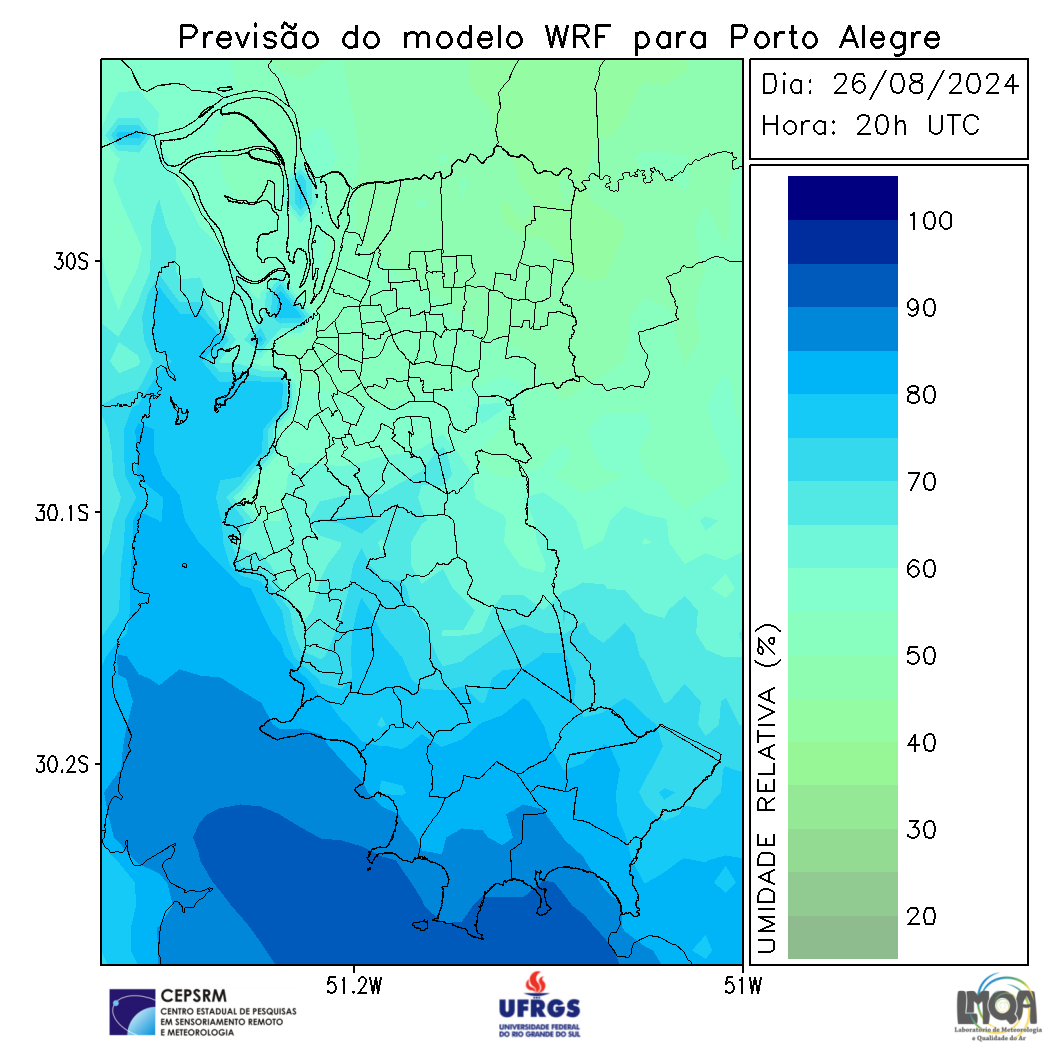 Previsão do modelo WRF para Porto Alegre
Dia: 26/08/2024
Hora: 20h UTC
30S
30.1S
30.2S
51.2W
51W
UMIDADE RELATIVA (%)
100
90
80
70
60
50
40
30
20
CEPSRM
CENTRO ESTADUAL DE PESQUISAS
EM SENSORIAMENTO REMOTO
E METEOROLOGIA
UFRGS
UNIVERSIDADE FEDERAL
DO RIO GRANDE DO SUL
LMQA
Laboratório de Meteorologia
e Qualidade do Ar